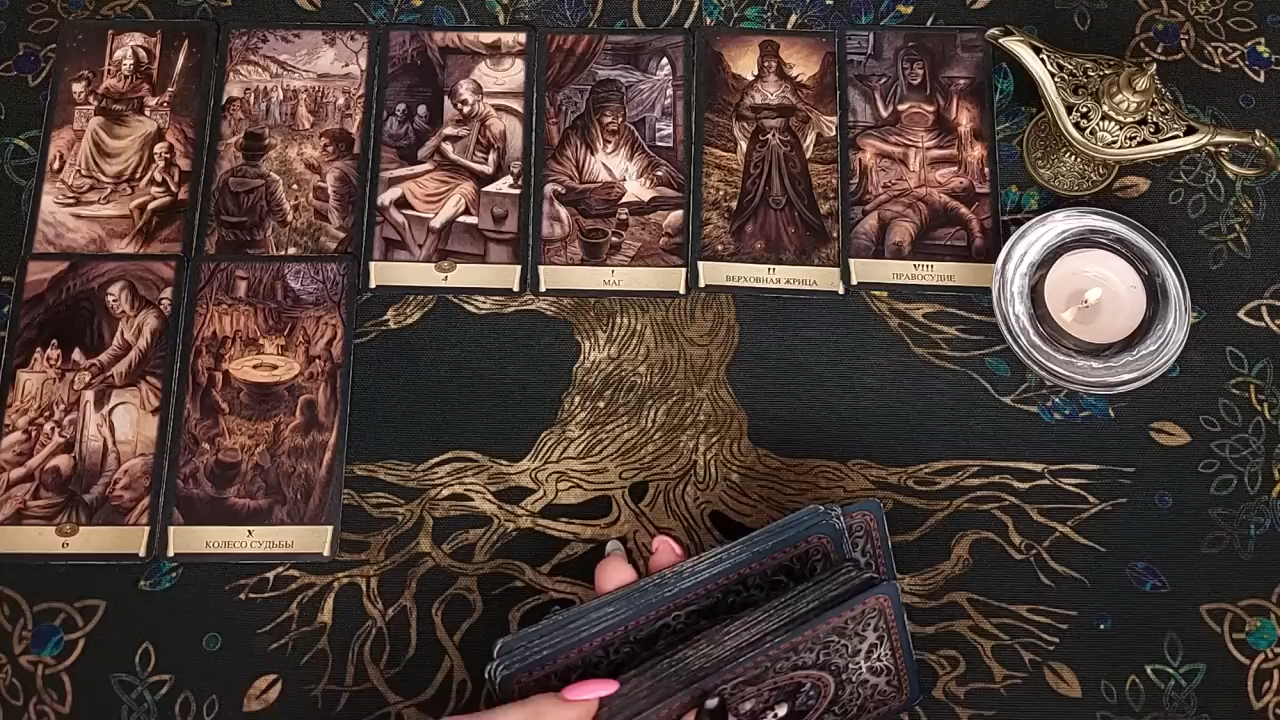 4
I
МАГ
II
ВЕРХОВНАЯ ЖРИЦА
VIII
ПРАВОСУДИЕ
6
X
КОЛЕСО СУДЬБЫ